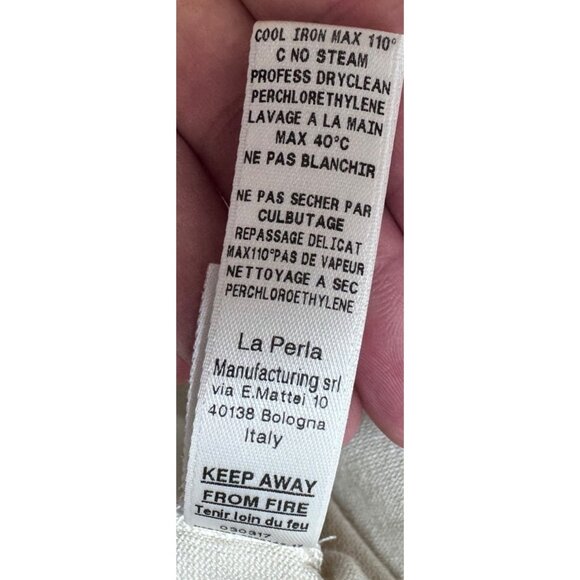 COOL IRON MAX 110°
C NO STEAM
PROFESS DRYCLEAN
PERCHLORETHYLENE
LAVAGE A LA MAIN
MAX 40°C
NE PAS BLANCHIR
NE PAS SECHER PAR
CULBUTAGE
REPASSAGE DELICAT
MAX110°PAS DE VAPEUR
NETTOYAGE A SEC
PERCHLOROETHYLENE
La Perla
Manufacturing srl
via E.Mattei 10
40138 Bologna
Italy
KEEP AWAY
FROM FIRE
Tenir loin du feu
030317